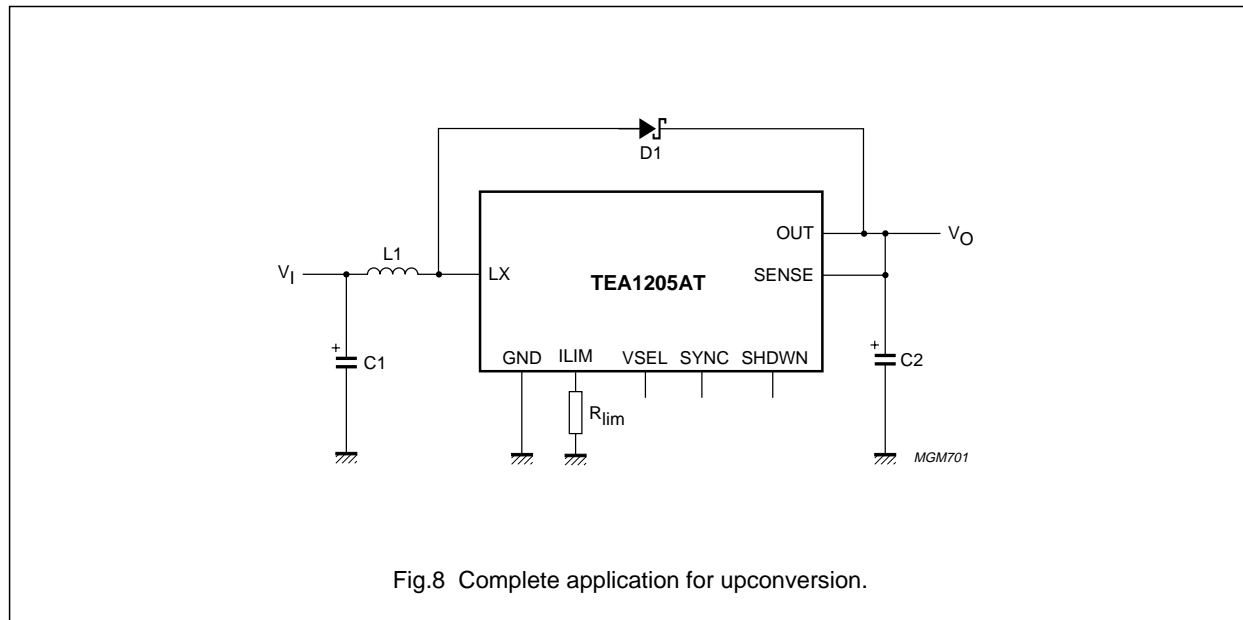 D1
OUT
V_O
L1
V_I
LX
TEA1205AT
SENSE
C1
GND
ILIM
VSEL
SYNC
SHDWN
C2
R_lim
MGM701
Fig.8 Complete application for upconversion.